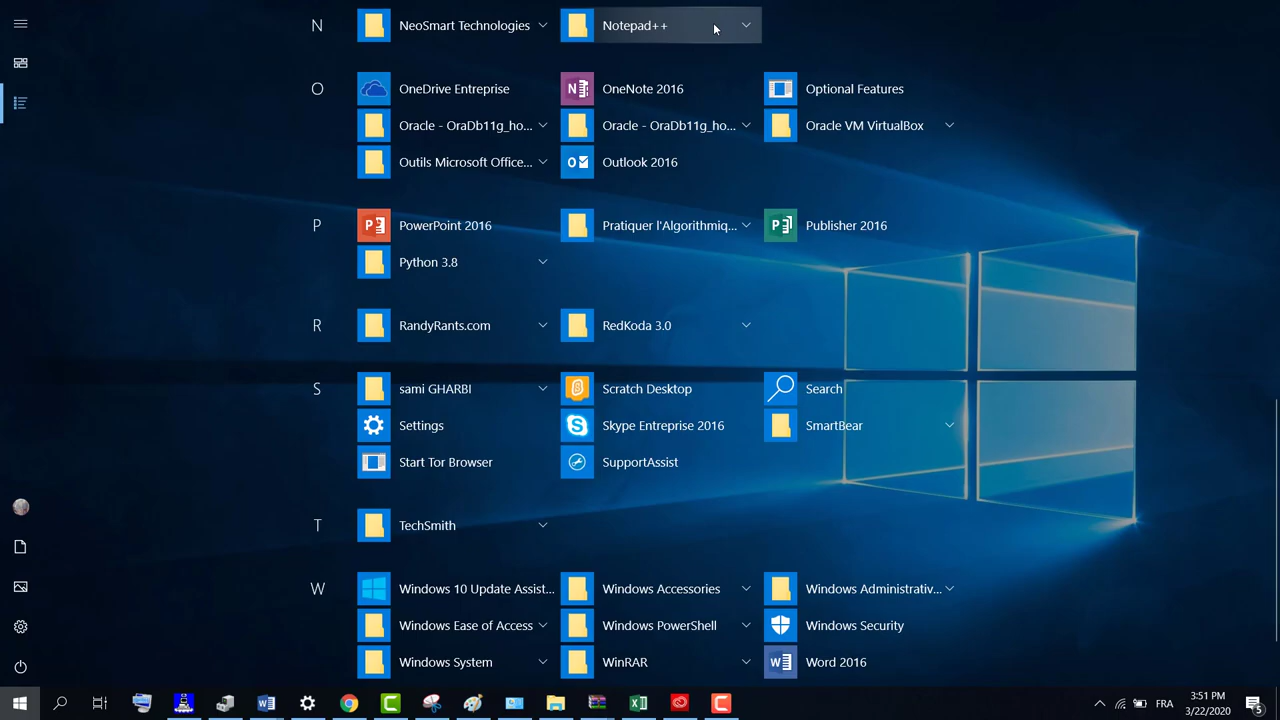 N
NeoSmart Technologies
Notepad++
O
OneDrive Entreprise
OneNote 2016
Optional Features
Oracle - OraDb11g_ho...
Oracle - OraDb11g_ho...
Oracle VM VirtualBox
Outils Microsoft Office...
Outlook 2016
P
PowerPoint 2016
Pratiquer l'Algorithmiq...
Publisher 2016
Python 3.8
R
RandyRants.com
RedKoda 3.0
S
sami GHARBI
Scratch Desktop
Search
Settings
Skype Entreprise 2016
SmartBear
Start Tor Browser
SupportAssist
T
TechSmith
W
Windows 10 Update Assist...
Windows Accessories
Windows Administrativ...
Windows Ease of Access
Windows PowerShell
Windows Security
Windows System
WinRAR
Word 2016
FRA
3:51 PM
3/22/2020
5